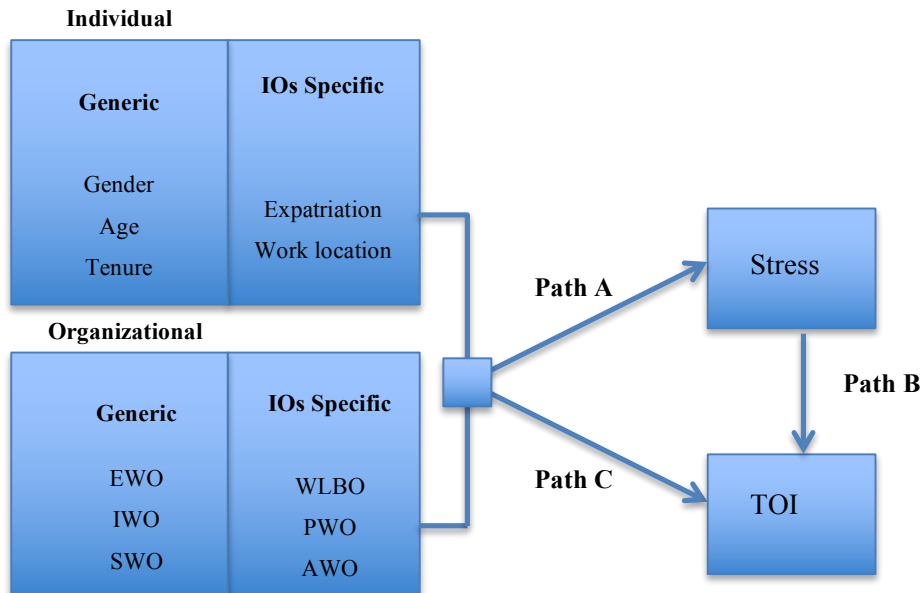 Individual
Generic
Gender
Age
Tenure
IOs Specific
Expatriation
Work location
Organizational
Generic
EWO
IWO
SWO
IOs Specific
WLBO
PWO
AWO
Path A
Stress
Path B
Path C
TOI